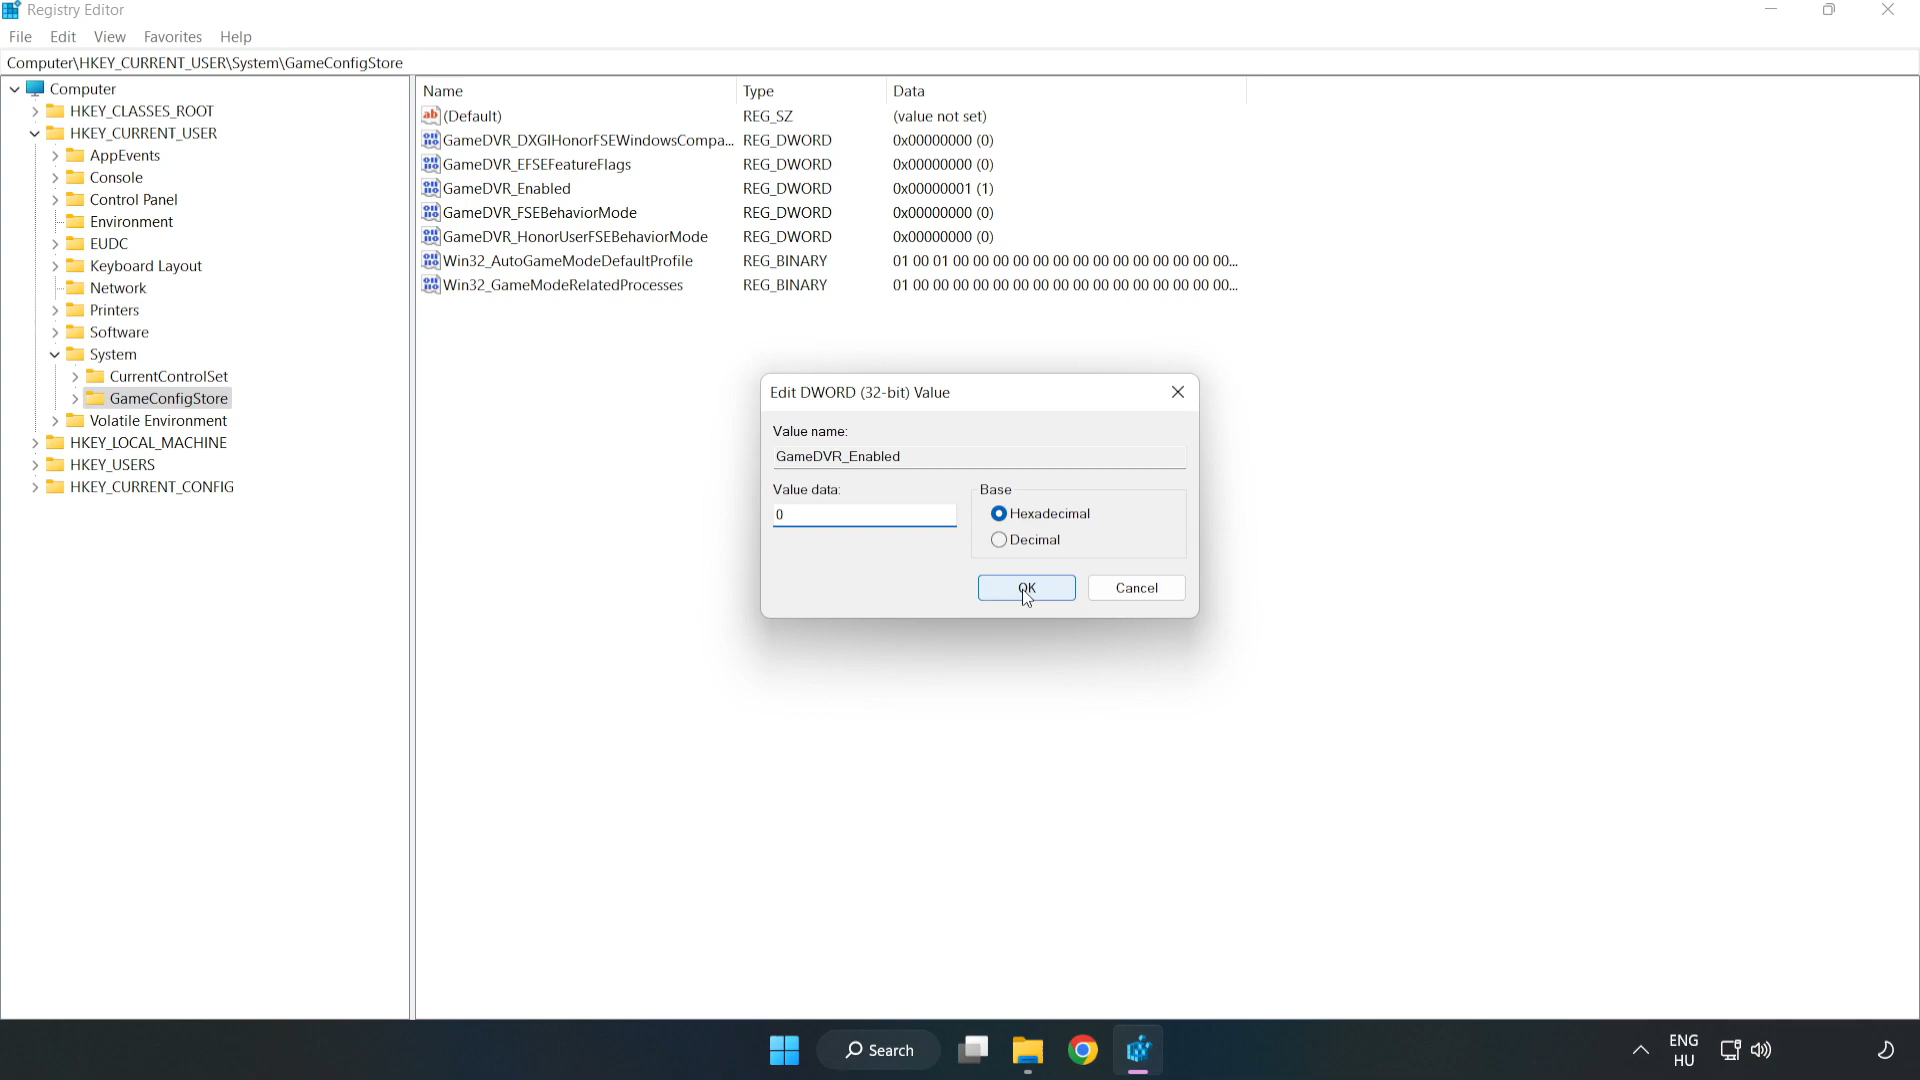 Registry Editor
File Edit View Favorites Help
Computer\HKEY_CURRENT_USER\System\GameConfigStore
Computer
HKEY_CLASSES_ROOT
HKEY_CURRENT_USER
AppEvents
Console
Control Panel
Environment
EUDC
Keyboard Layout
Network
Printers
Software
System
CurrentControlSet
GameConfigStore
Volatile Environment
HKEY_LOCAL_MACHINE
HKEY_USERS
HKEY_CURRENT_CONFIG
Name Type Data
(Default) REG_SZ (value not set)
GameDVR_DXGIHonorFSEWindowsCompa... REG_DWORD 0x00000000 (0)
GameDVR_EFSEFeatureFlags REG_DWORD 0x00000000 (0)
GameDVR_Enabled REG_DWORD 0x00000001 (1)
GameDVR_FSEBehaviorMode REG_DWORD 0x00000000 (0)
GameDVR_HonorUserFSEBehaviorMode REG_DWORD 0x00000000 (0)
Win32_AutoGameModeDefaultProfile REG_BINARY 01 00 01 00 00 00 00 00 00 00 00 00 00 00 00 00 00...
Win32_GameModeRelatedProcesses REG_BINARY 01 00 00 00 00 00 00 00 00 00 00 00 00 00 00 00 00...
Edit DWORD (32-bit) Value
Value name:
GameDVR_Enabled
Value data:
0
Base
Hexadecimal
Decimal
OK Cancel
Search
ENG
HU